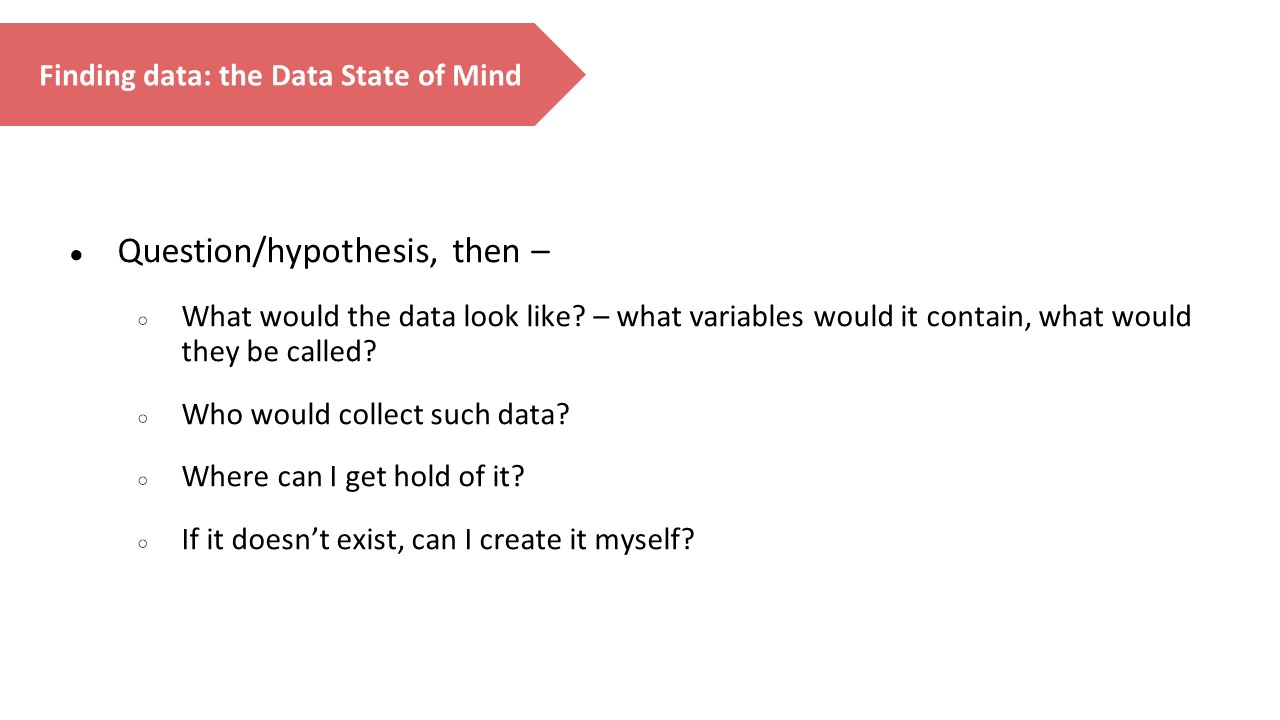 Finding data: the Data State of Mind
● Question/hypothesis, then –
○ What would the data look like? – what variables would it contain, what would
they be called?
○ Who would collect such data?
○ Where can I get hold of it?
○ If it doesn’t exist, can I create it myself?